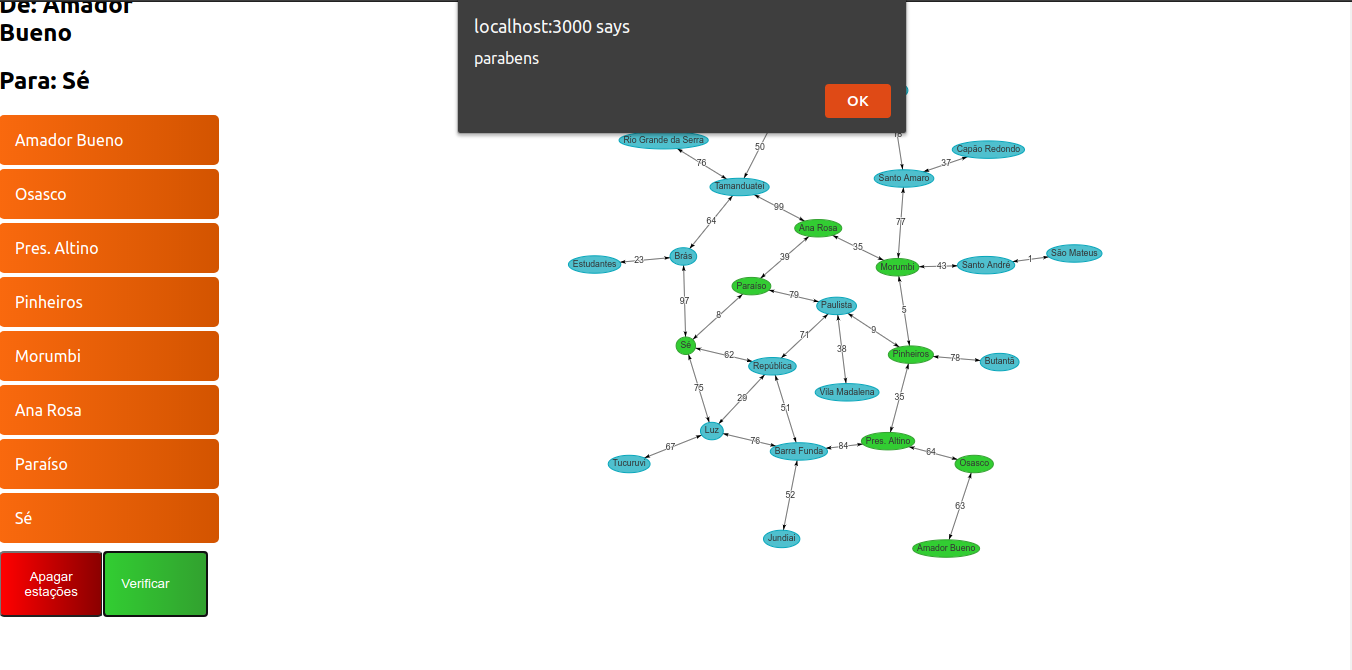 De: Amador
Bueno
Para: Sé
Amador Bueno
Osasco
Pres. Altino
Pinheiros
Morumbi
Ana Rosa
Paraíso
Sé
Apagar
estações
Verificar
localhost:3000 says
parabens
OK
Rio Grande da Serra
50
76
Capão Redondo
37
Santo Amaro
Tamanduateí
99
64
77
Ana Rosa
35
Estudantes
23
Brás
39
Morumbi
43
Santo André
1
São Mateus
Paraíso
79
Paulista
97
8
5
9
71
38
Sé
62
República
Pinheiros
78
Butantã
75
29
51
Vila Madalena
35
Luz
76
Barra Funda
84
Pres. Altino
64
67
Tucuruvi
Osasco
52
63
Jundiaí
Amador Bueno